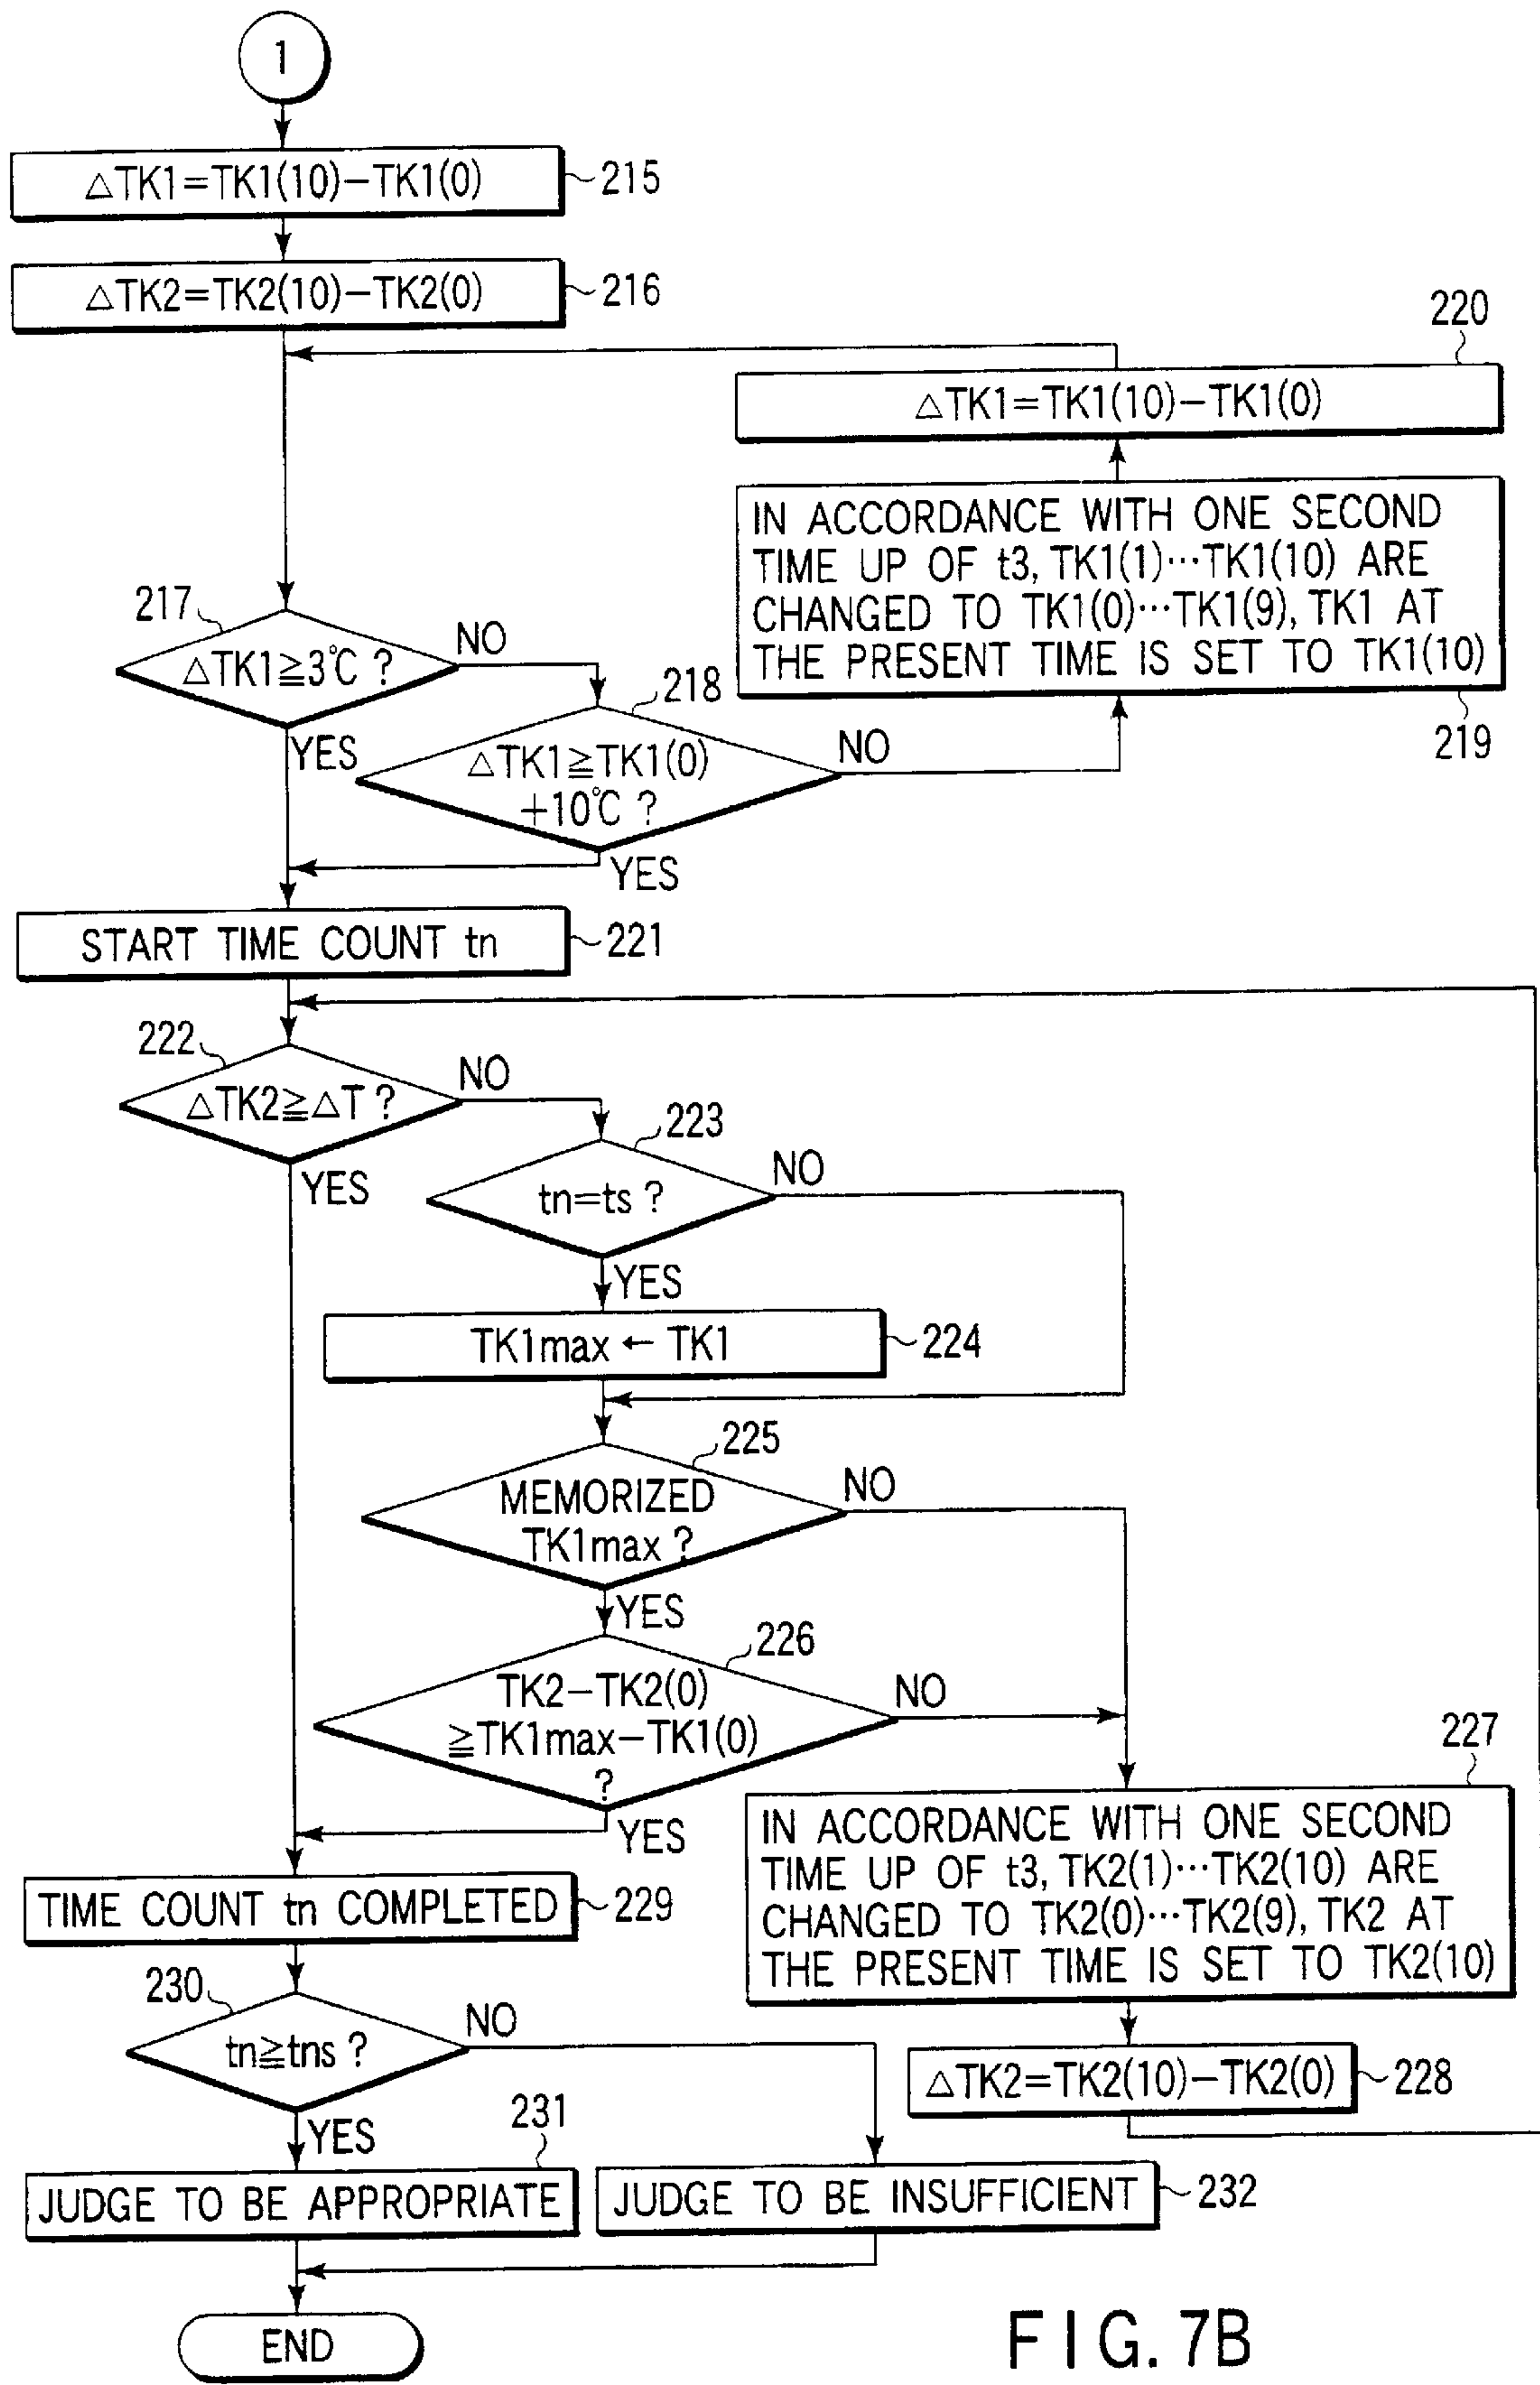 1
△TK1=TK1(10)−TK1(0)
215
△TK2=TK2(10)−TK2(0)
216
220
△TK1=TK1(10)−TK1(0)
IN ACCORDANCE WITH ONE SECOND
TIME UP OF t3, TK1(1)⋯TK1(10) ARE
CHANGED TO TK1(0)⋯TK1(9), TK1 AT
THE PRESENT TIME IS SET TO TK1(10)
219
217
△TK1≧3℃ ?
NO
YES
218
△TK1≧TK1(0)
+10℃ ?
NO
YES
START TIME COUNT tn
221
222
△TK2≧△T ?
NO
YES
223
tn=ts ?
NO
YES
TK1max ← TK1
224
225
MEMORIZED
TK1max ?
NO
YES
226
TK2−TK2(0)
≧TK1max−TK1(0)
?
NO
YES
227
IN ACCORDANCE WITH ONE SECOND
TIME UP OF t3, TK2(1)⋯TK2(10) ARE
CHANGED TO TK2(0)⋯TK2(9), TK2 AT
THE PRESENT TIME IS SET TO TK2(10)
△TK2=TK2(10)−TK2(0)
228
TIME COUNT tn COMPLETED
229
230
tn≧tns ?
NO
YES
231
JUDGE TO BE APPROPRIATE
JUDGE TO BE INSUFFICIENT
232
END
FIG. 7B